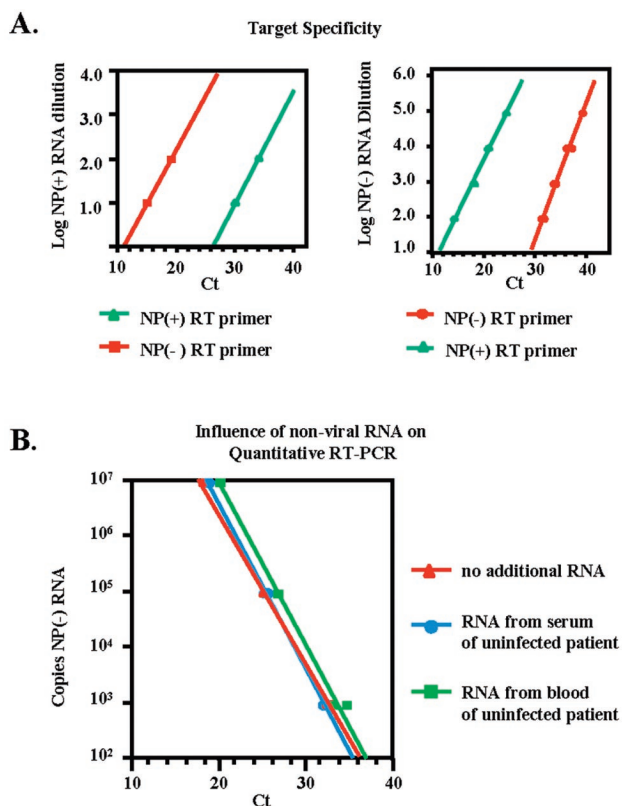 A.
Target Specificity
Log NP(+) RNA dilution
4.0
3.0
2.0
1.0
10 20 30 40
Ct
NP(+) RT primer
NP(-) RT primer
Log NP(-) RNA Dilution
6.0
5.0
4.0
3.0
2.0
1.0
10 20 30 40
Ct
NP(-) RT primer
NP(+) RT primer
B.
Influence of non-viral RNA on
Quantitative RT-PCR
Copies NP(-) RNA
10⁷
10⁶
10⁵
10⁴
10³
10²
10 20 30 40
Ct
no additional RNA
RNA from serum
of uninfected patient
RNA from blood
of uninfected patient